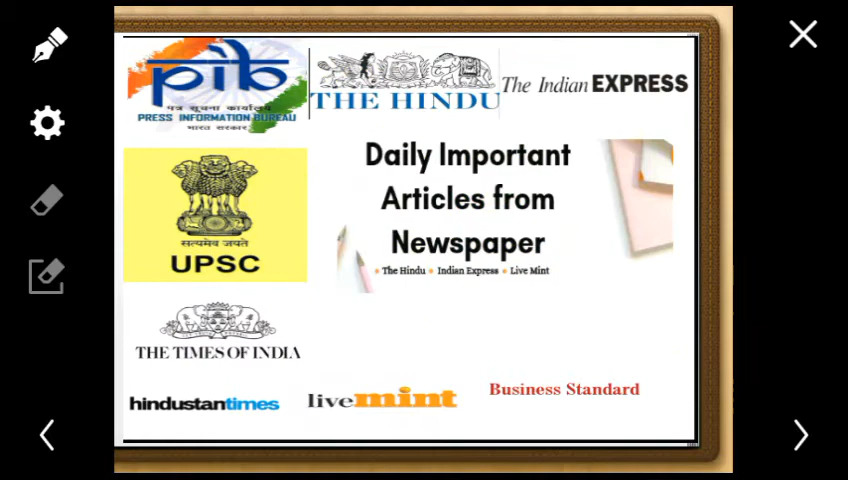 pib
पत्र सूचना कार्यालय
PRESS INFORMATION BUREAU
भारत सरकार
THE HINDU
The Indian EXPRESS
सत्यमेव जयते
UPSC
Daily Important
Articles from
Newspaper
The Hindu • Indian Express • Live Mint
THE TIMES OF INDIA
hindustantimes
livemint
Business Standard